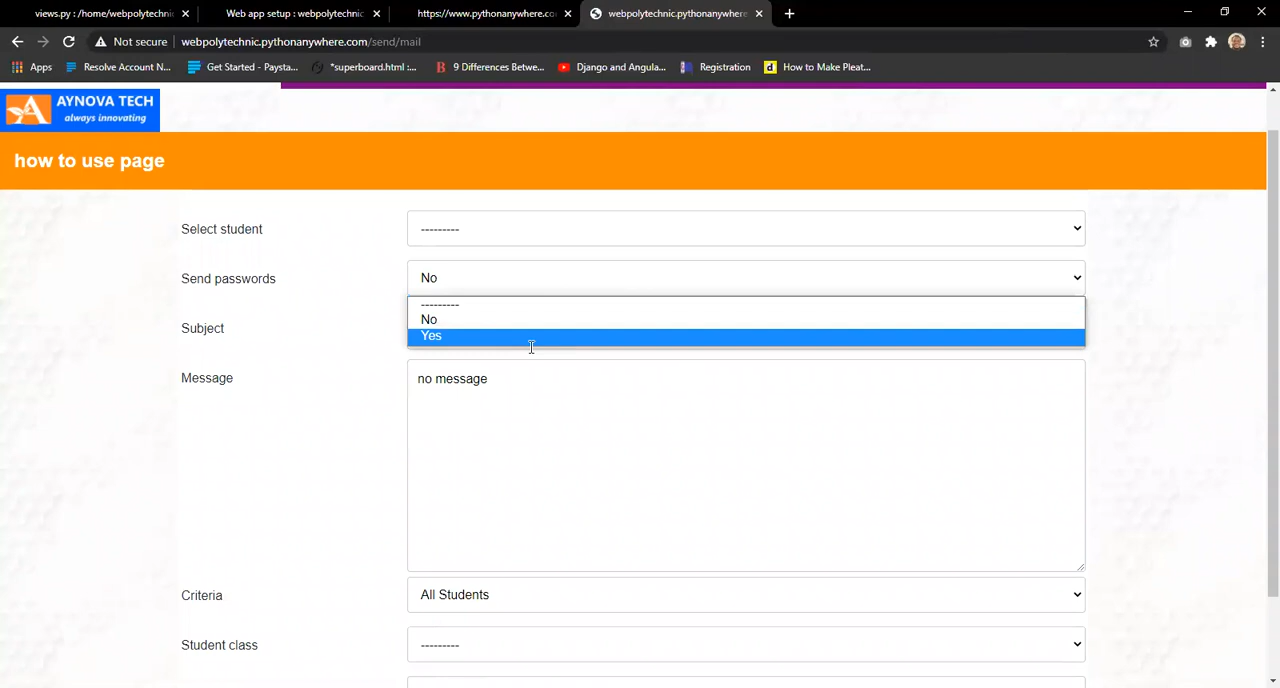 views.py : /home/webpolytechnic
Web app setup : webpolytechnic
https://www.pythonanywhere.co
webpolytechnic.pythonanywhere
Not secure
webpolytechnic.pythonanywhere.com/send/mail
Apps
Resolve Account N...
Get Started - Paysta...
*superboard.html :...
9 Differences Betwe...
Django and Angula...
Registration
d
How to Make Pleat...
AYNOVA TECH
always innovating
how to use page
Select student
---------
Send passwords
No
---------
No
Yes
Subject
Message
no message
Criteria
All Students
Student class
---------